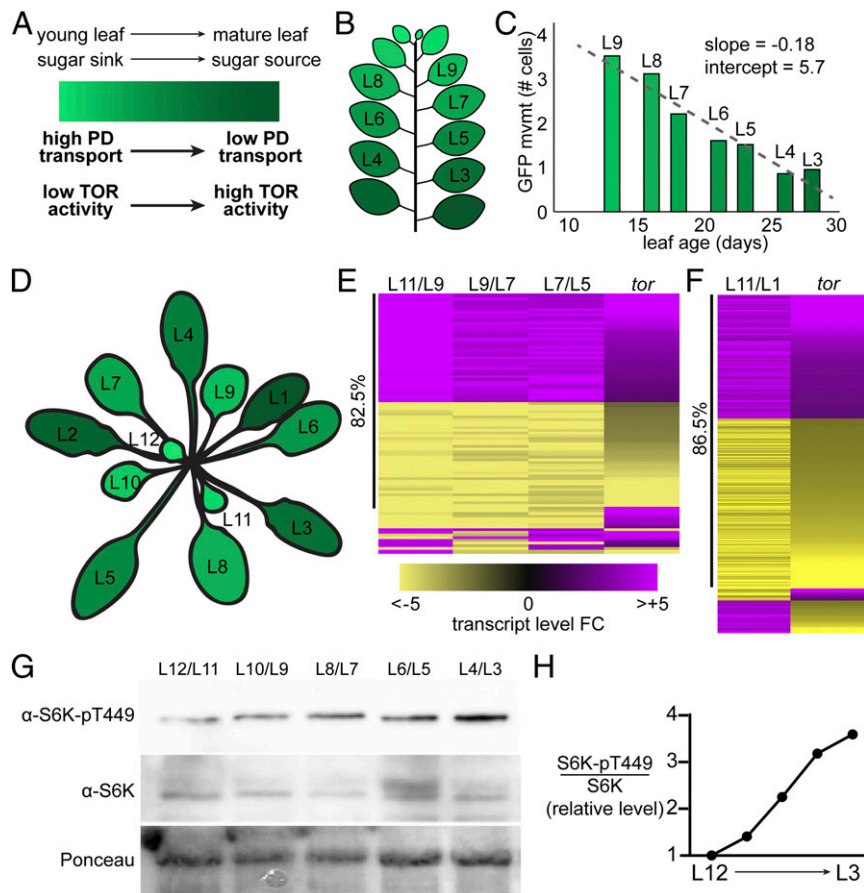 A
young leaf → mature leaf
sugar sink → sugar source
high PD transport → low PD transport
low TOR activity → high TOR activity
B
L9
L8
L7
L6
L5
L4
L3
C
GFP mvmt (# cells)
4
3
2
1
0
L9
L8
L7
L6
L5
L4
L3
slope = -0.18
intercept = 5.7
10 15 20 25 30
leaf age (days)
D
L4
L7
L9
L1
L2
L12
L6
L10
L11
L3
L5
L8
E
L11/L9 L9/L7 L7/L5 tor
82.5%
<-5 0 >+5
transcript level FC
F
L11/L1 tor
86.5%
G
L12/L11 L10/L9 L8/L7 L6/L5 L4/L3
α-S6K-pT449
α-S6K
Ponceau
H
S6K-pT449
S6K
(relative level)
4
3
2
1
L12 → L3